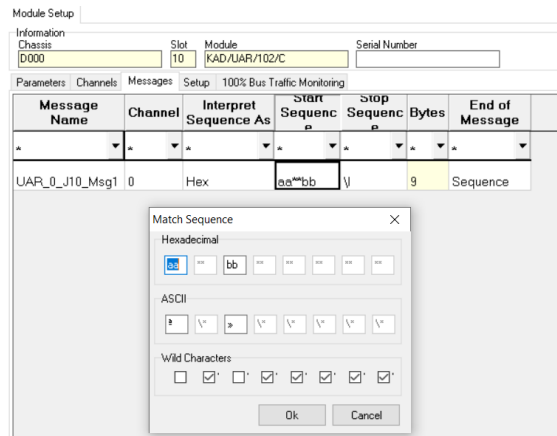 Module Setup
Information
Chassis Slot Module Serial Number
D000 10 KAD/UAR/102/C
Parameters Channels Messages Setup 100% Bus Traffic Monitoring
Message Name Channel Interpret Sequence As Start Sequence Stop Sequence Bytes End of Message
* * * * * * *
UAR_0_J10_Msg1 0 Hex aa**bb \l 9 Sequence
Match Sequence
Hexadecimal
aa ** bb ** ** ** ** **
ASCII
ª \* » \* \* \* \* \*
Wild Characters
Ok Cancel